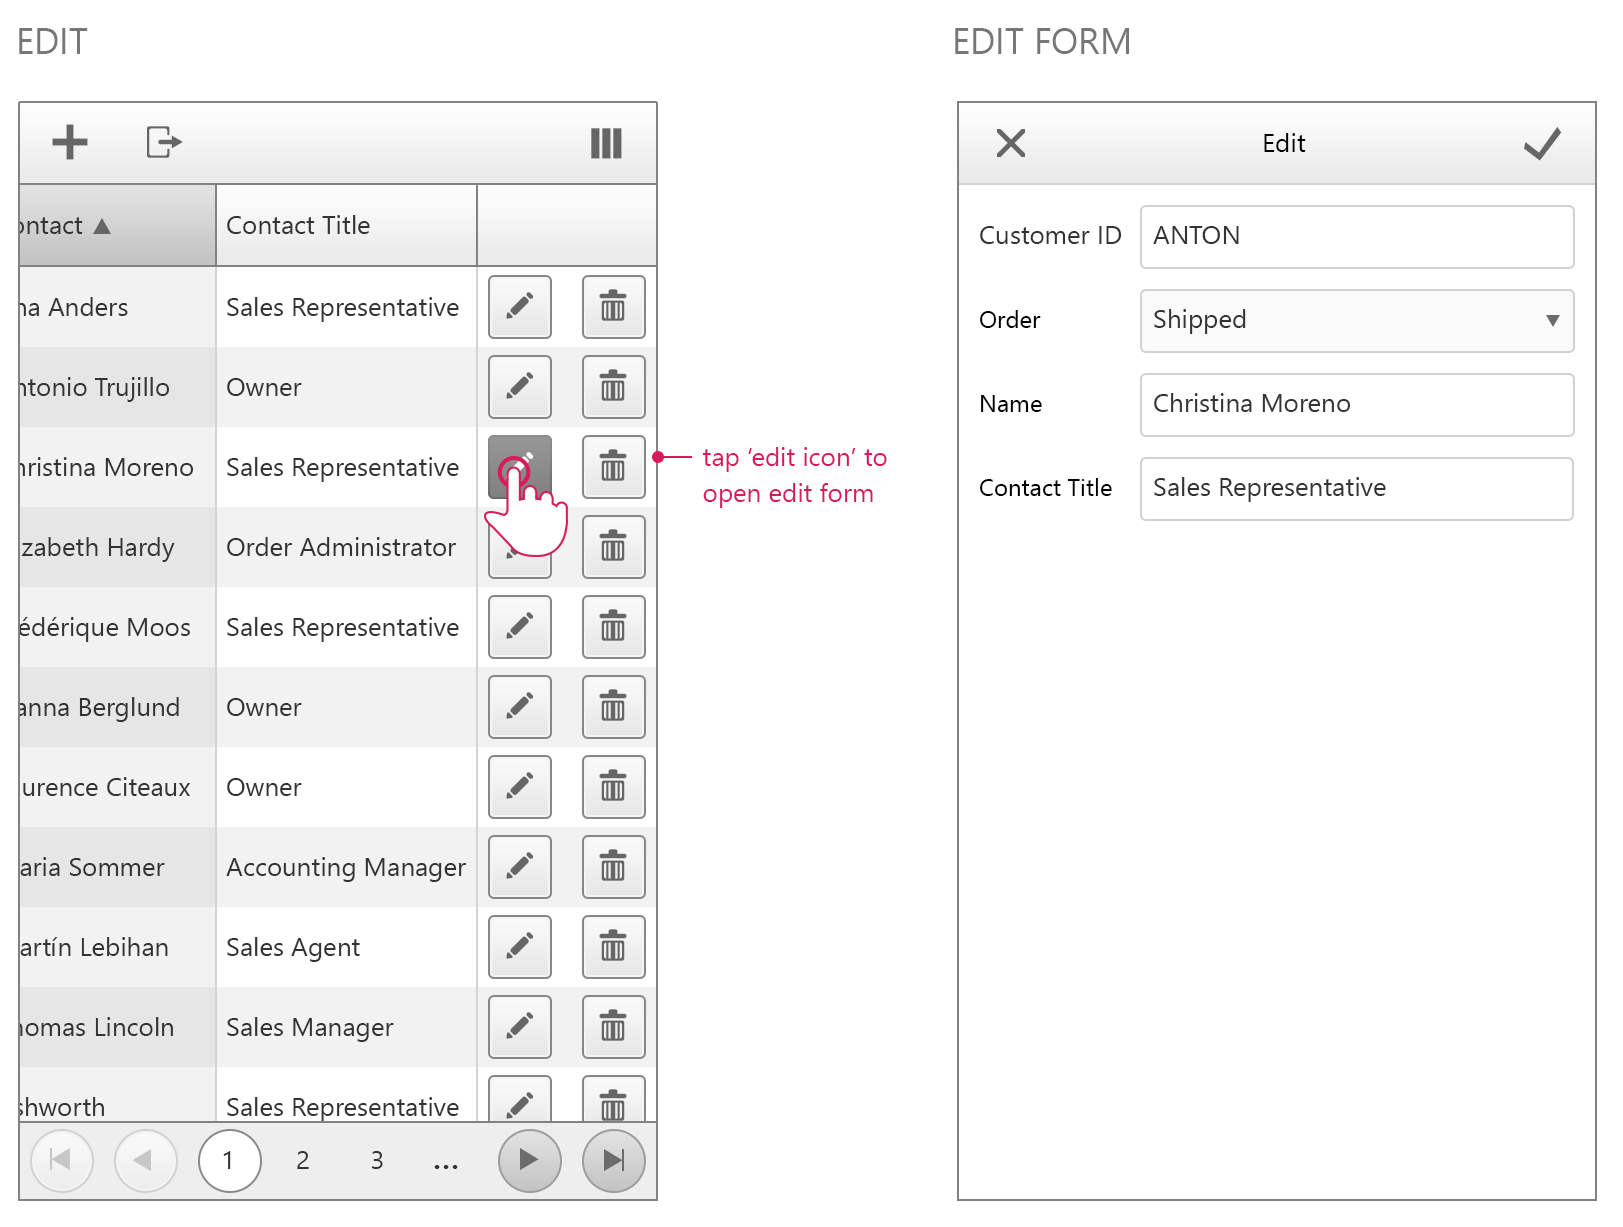 EDIT
EDIT FORM
ontact ▲ Contact Title
na Anders Sales Representative
ntonio Trujillo Owner
hristina Moreno Sales Representative
izabeth Hardy Order Administrator
édérique Moos Sales Representative
anna Berglund Owner
urence Citeaux Owner
aria Sommer Accounting Manager
artín Lebihan Sales Agent
homas Lincoln Sales Manager
shworth Sales Representative
1 2 3 ...
tap ‘edit icon’ to
open edit form
Edit
Customer ID ANTON
Order Shipped ▼
Name Christina Moreno
Contact Title Sales Representative